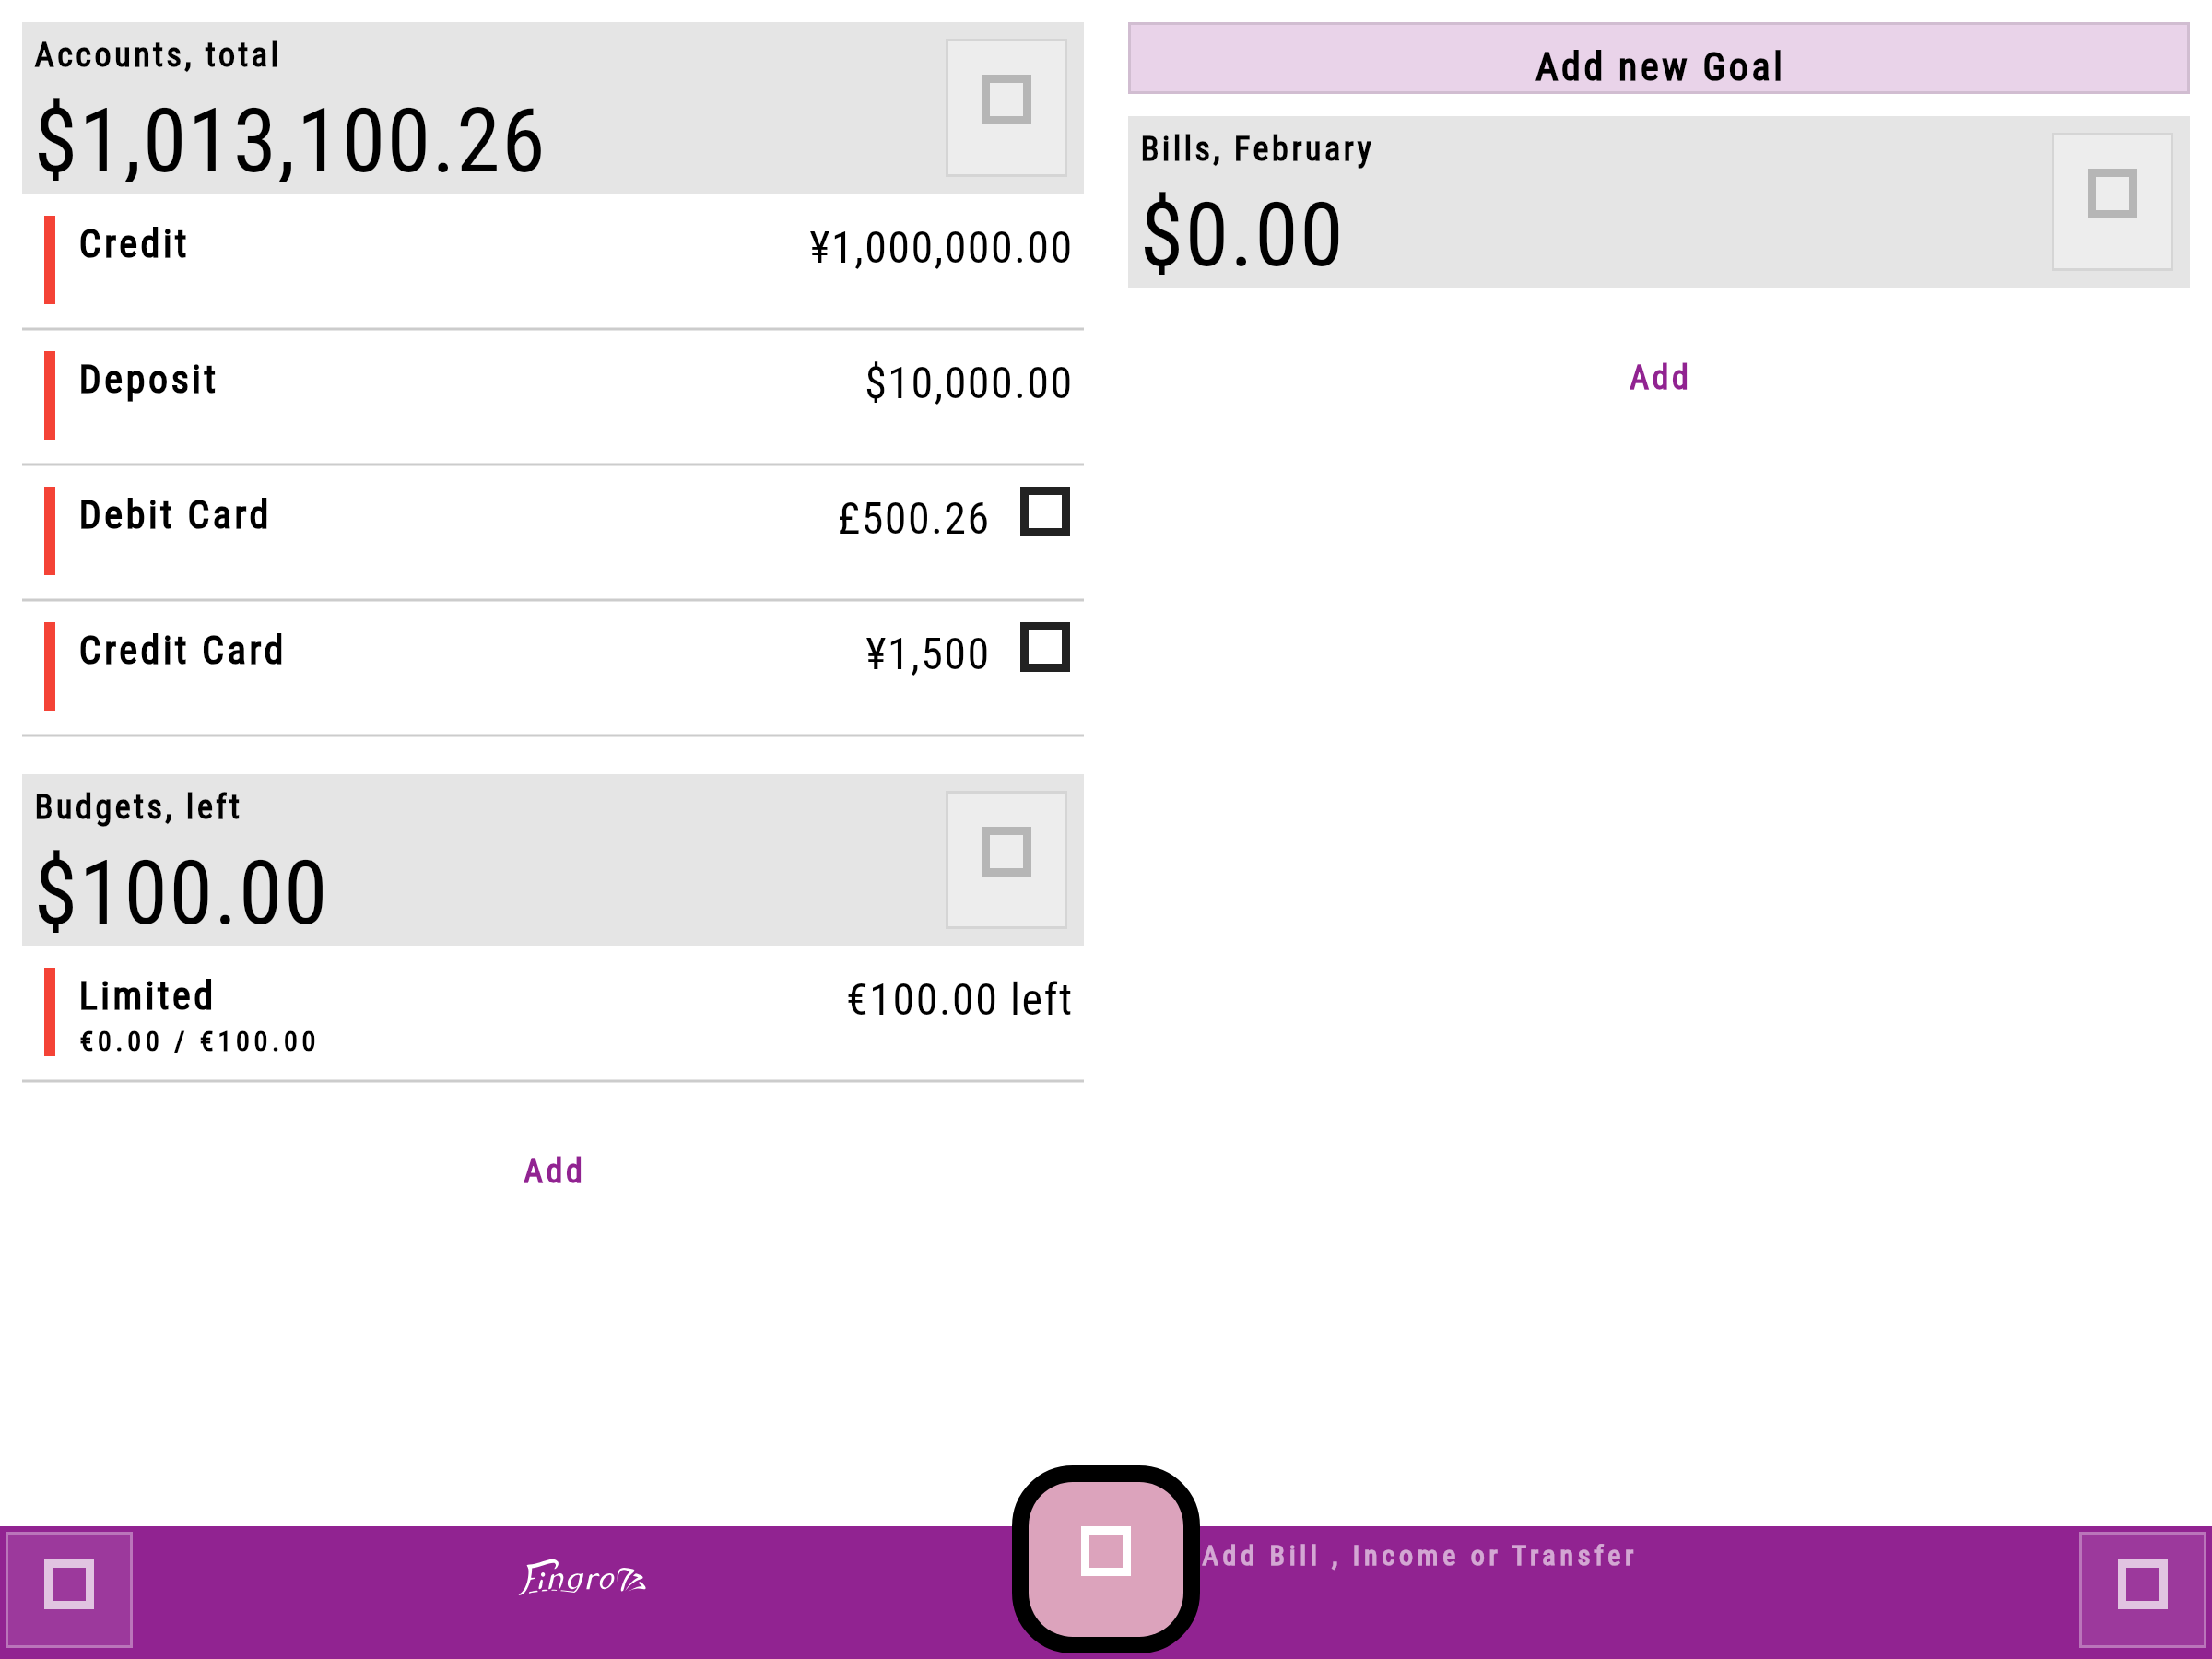 Accounts, total
$1,013,100.26
Credit ¥1,000,000.00
Deposit $10,000.00
Debit Card £500.26
Credit Card ¥1,500
Budgets, left
$100.00
Limited €100.00 left
€0.00 / €100.00
Add
Add new Goal
Bills, February
$0.00
Add
Fingro
Add Bill , Income or Transfer